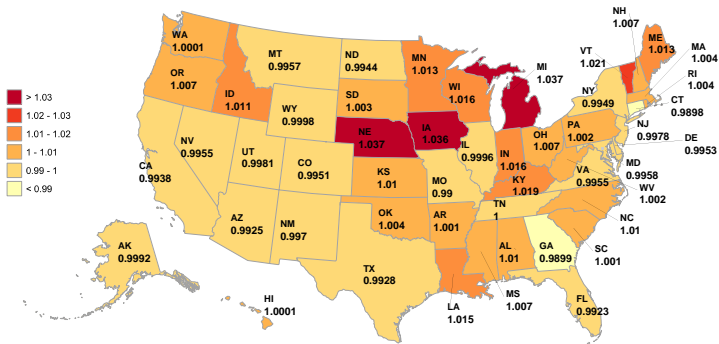 > 1.03
1.02 - 1.03
1.01 - 1.02
1 - 1.01
0.99 - 1
< 0.99
WA
1.0001
OR
1.007
CA
0.9938
NV
0.9955
ID
1.011
MT
0.9957
WY
0.9998
UT
0.9981
CO
0.9951
AZ
0.9925
NM
0.997
ND
0.9944
SD
1.003
NE
1.037
KS
1.01
OK
1.004
TX
0.9928
MN
1.013
IA
1.036
MO
0.99
AR
1.001
LA
1.015
WI
1.016
IL
0.9996
MI
1.037
IN
1.016
OH
1.007
KY
1.019
TN
1
MS
1.007
AL
1.01
GA
0.9899
FL
0.9923
SC
1.001
NC
1.01
VA
0.9955
WV
1.002
MD
0.9958
DE
0.9953
PA
1.002
NJ
0.9978
NY
0.9949
CT
0.9898
RI
1.004
MA
1.004
VT
1.021
NH
1.007
ME
1.013
AK
0.9992
HI
1.0001